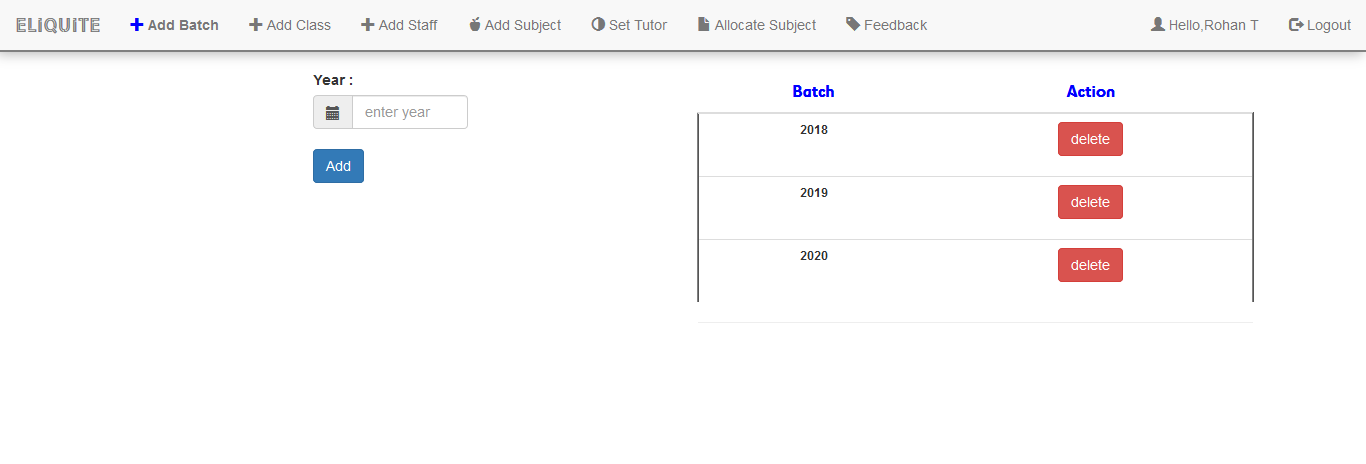 ELiQUiTE Add Batch Add Class Add Staff Add Subject Set Tutor Allocate Subject Feedback Hello,Rohan T Logout
Year :
enter year
Add
Batch Action
2018 delete
2019 delete
2020 delete